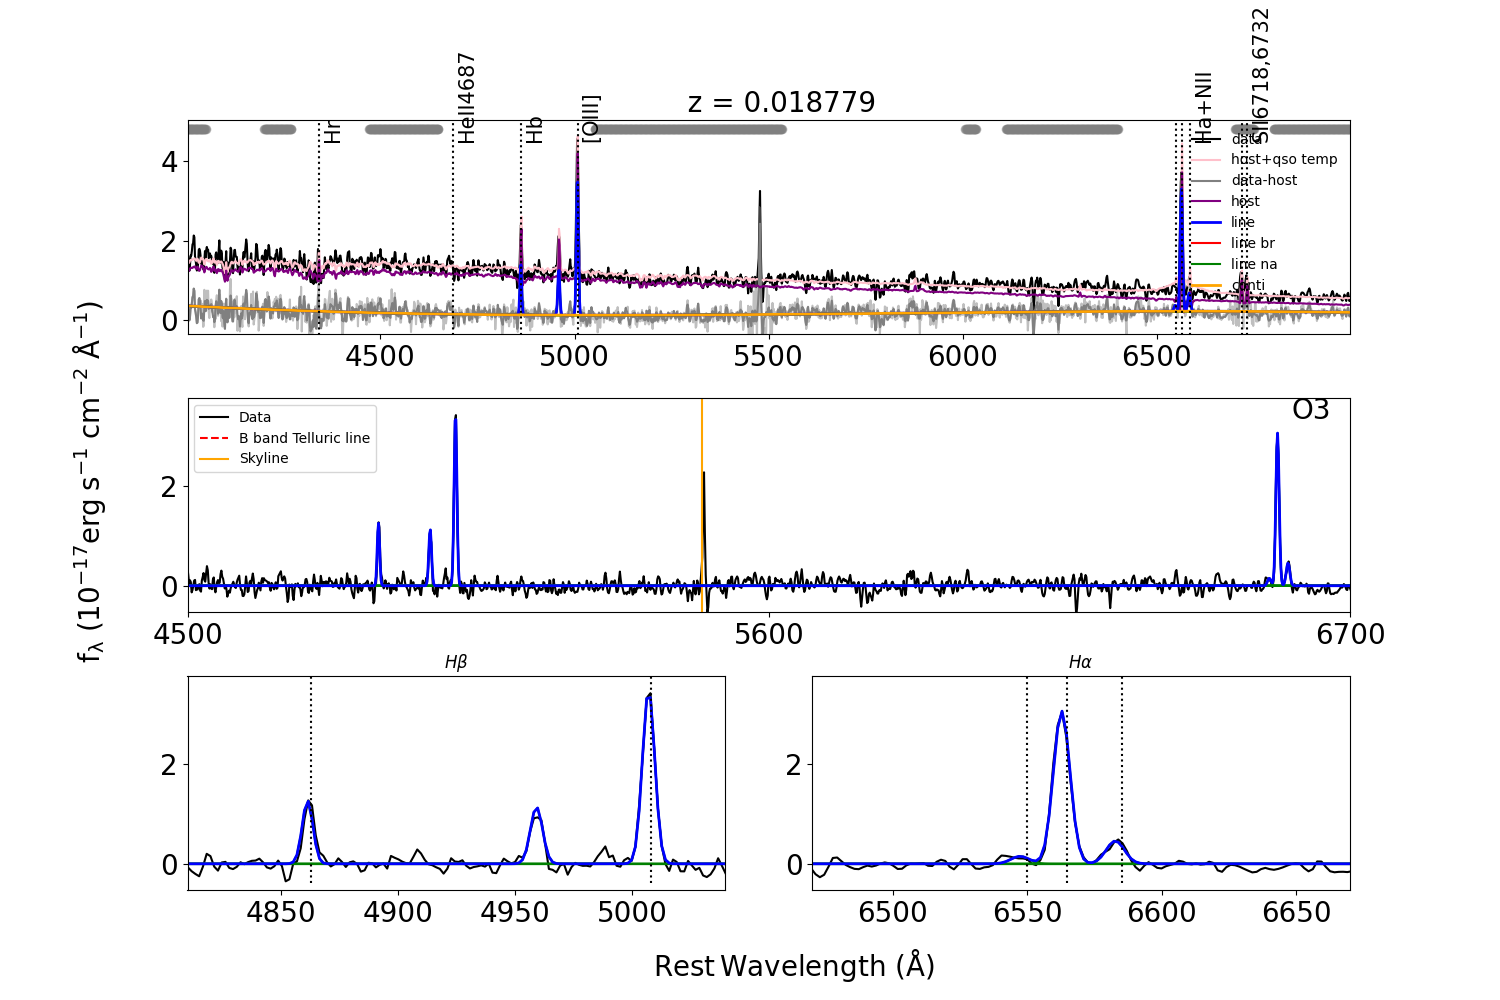 z = 0.018779
Hr
HeII4687
Hb
[OIII]
Ha+NII
SII6718,6732
data
host+qso temp
data-host
host
line
line br
line na
conti
4
2
0
4500 5000 5500 6000 6500
fλ (10⁻¹⁷erg s⁻¹ cm⁻² Å⁻¹)
Data
B band Telluric line
Skyline
O3
2
0
4500 5600 6700
Hβ
2
0
4850 4900 4950 5000
Hα
2
0
6500 6550 6600 6650
Rest Wavelength (Å)